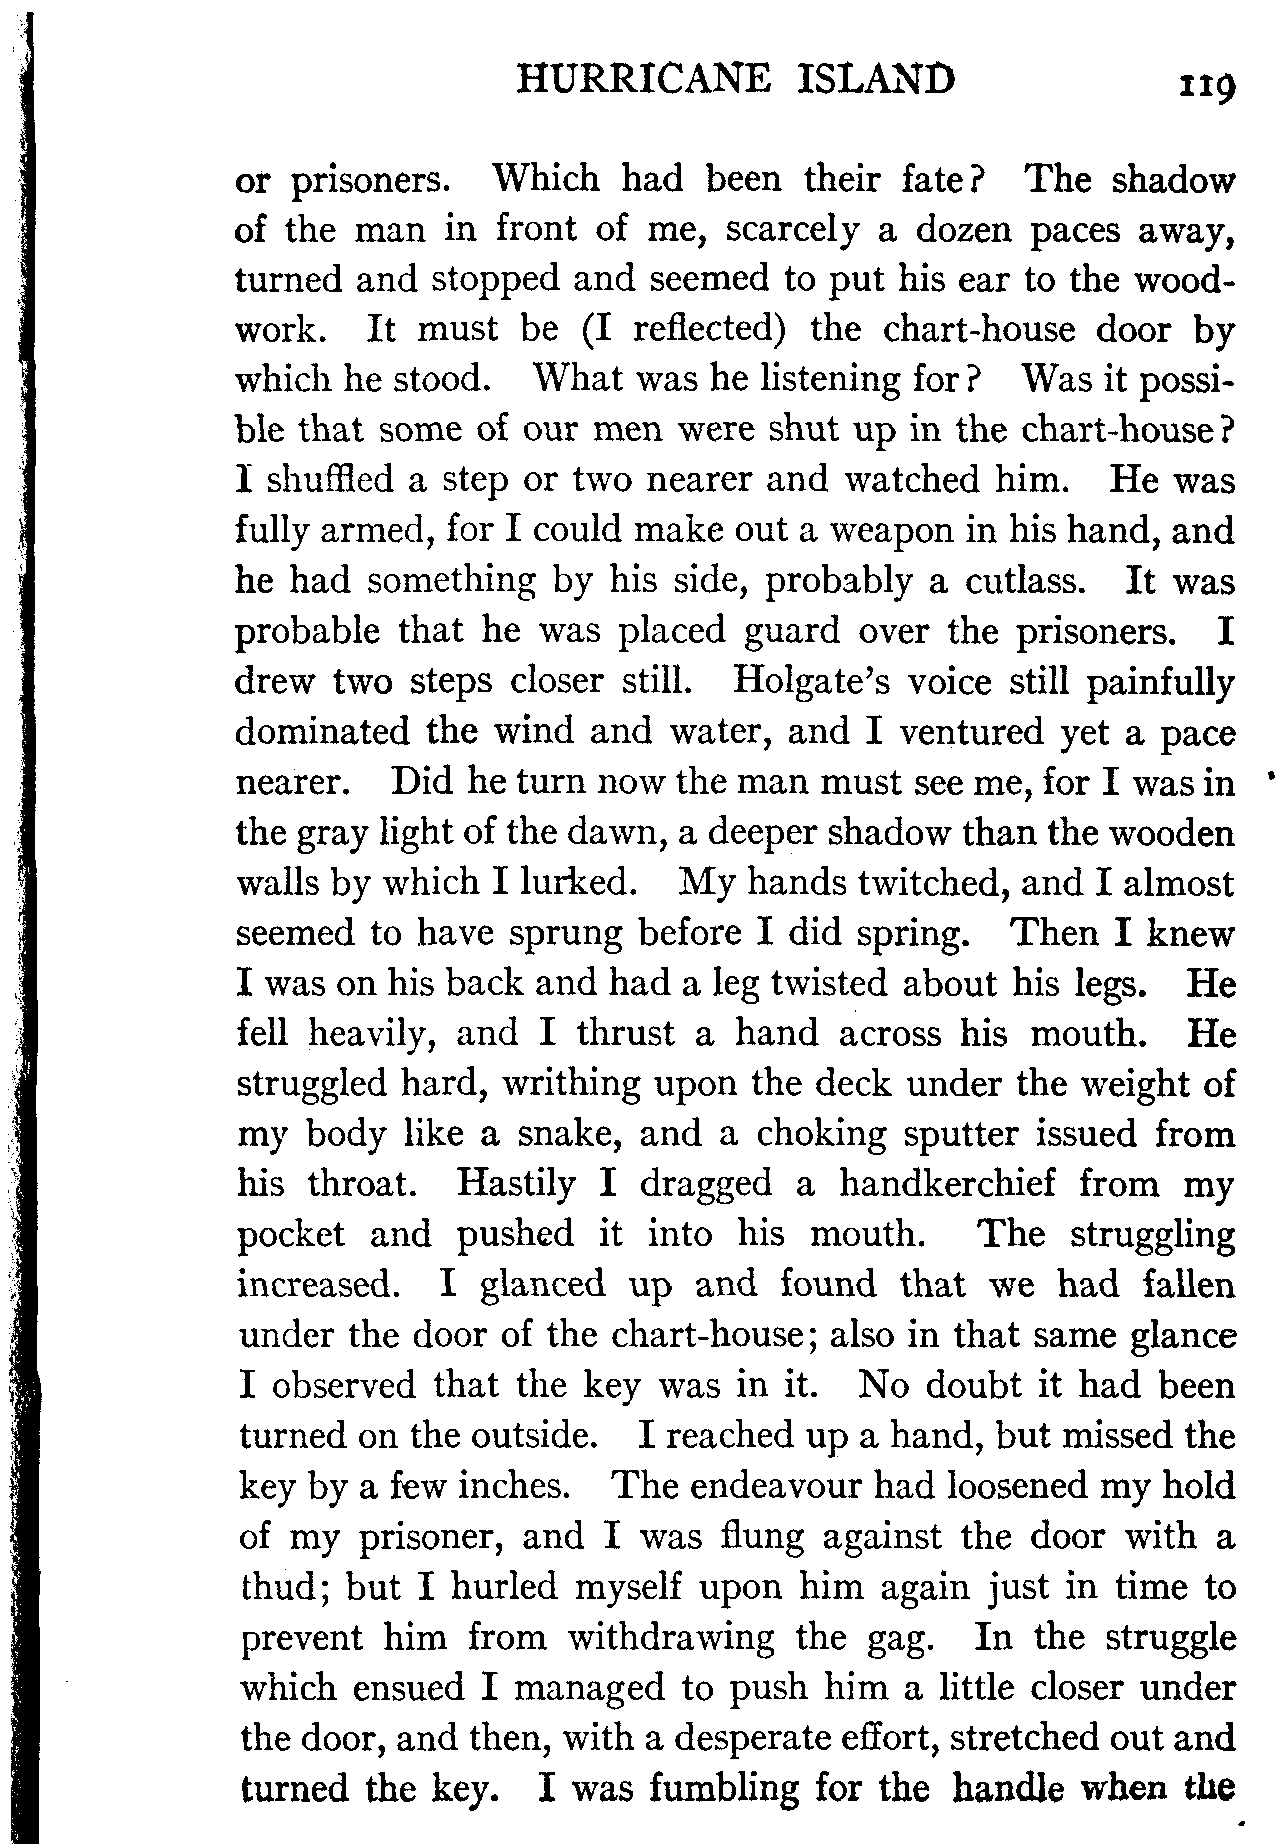 HURRICANE ISLAND 119
or prisoners. Which had been their fate? The shadow
of the man in front of me, scarcely a dozen paces away,
turned and stopped and seemed to put his ear to the wood-
work. It must be (I reflected) the chart-house door by
which he stood. What was he listening for? Was it possi-
ble that some of our men were shut up in the chart-house?
I shuffled a step or two nearer and watched him. He was
fully armed, for I could make out a weapon in his hand, and
he had something by his side, probably a cutlass. It was
probable that he was placed guard over the prisoners. I
drew two steps closer still. Holgate's voice still painfully
dominated the wind and water, and I ventured yet a pace
nearer. Did he turn now the man must see me, for I was in
the gray light of the dawn, a deeper shadow than the wooden
walls by which I lurked. My hands twitched, and I almost
seemed to have sprung before I did spring. Then I knew
I was on his back and had a leg twisted about his legs. He
fell heavily, and I thrust a hand across his mouth. He
struggled hard, writhing upon the deck under the weight of
my body like a snake, and a choking sputter issued from
his throat. Hastily I dragged a handkerchief from my
pocket and pushed it into his mouth. The struggling
increased. I glanced up and found that we had fallen
under the door of the chart-house; also in that same glance
I observed that the key was in it. No doubt it had been
turned on the outside. I reached up a hand, but missed the
key by a few inches. The endeavour had loosened my hold
of my prisoner, and I was flung against the door with a
thud; but I hurled myself upon him again just in time to
prevent him from withdrawing the gag. In the struggle
which ensued I managed to push him a little closer under
the door, and then, with a desperate effort, stretched out and
turned the key. I was fumbling for the handle when the